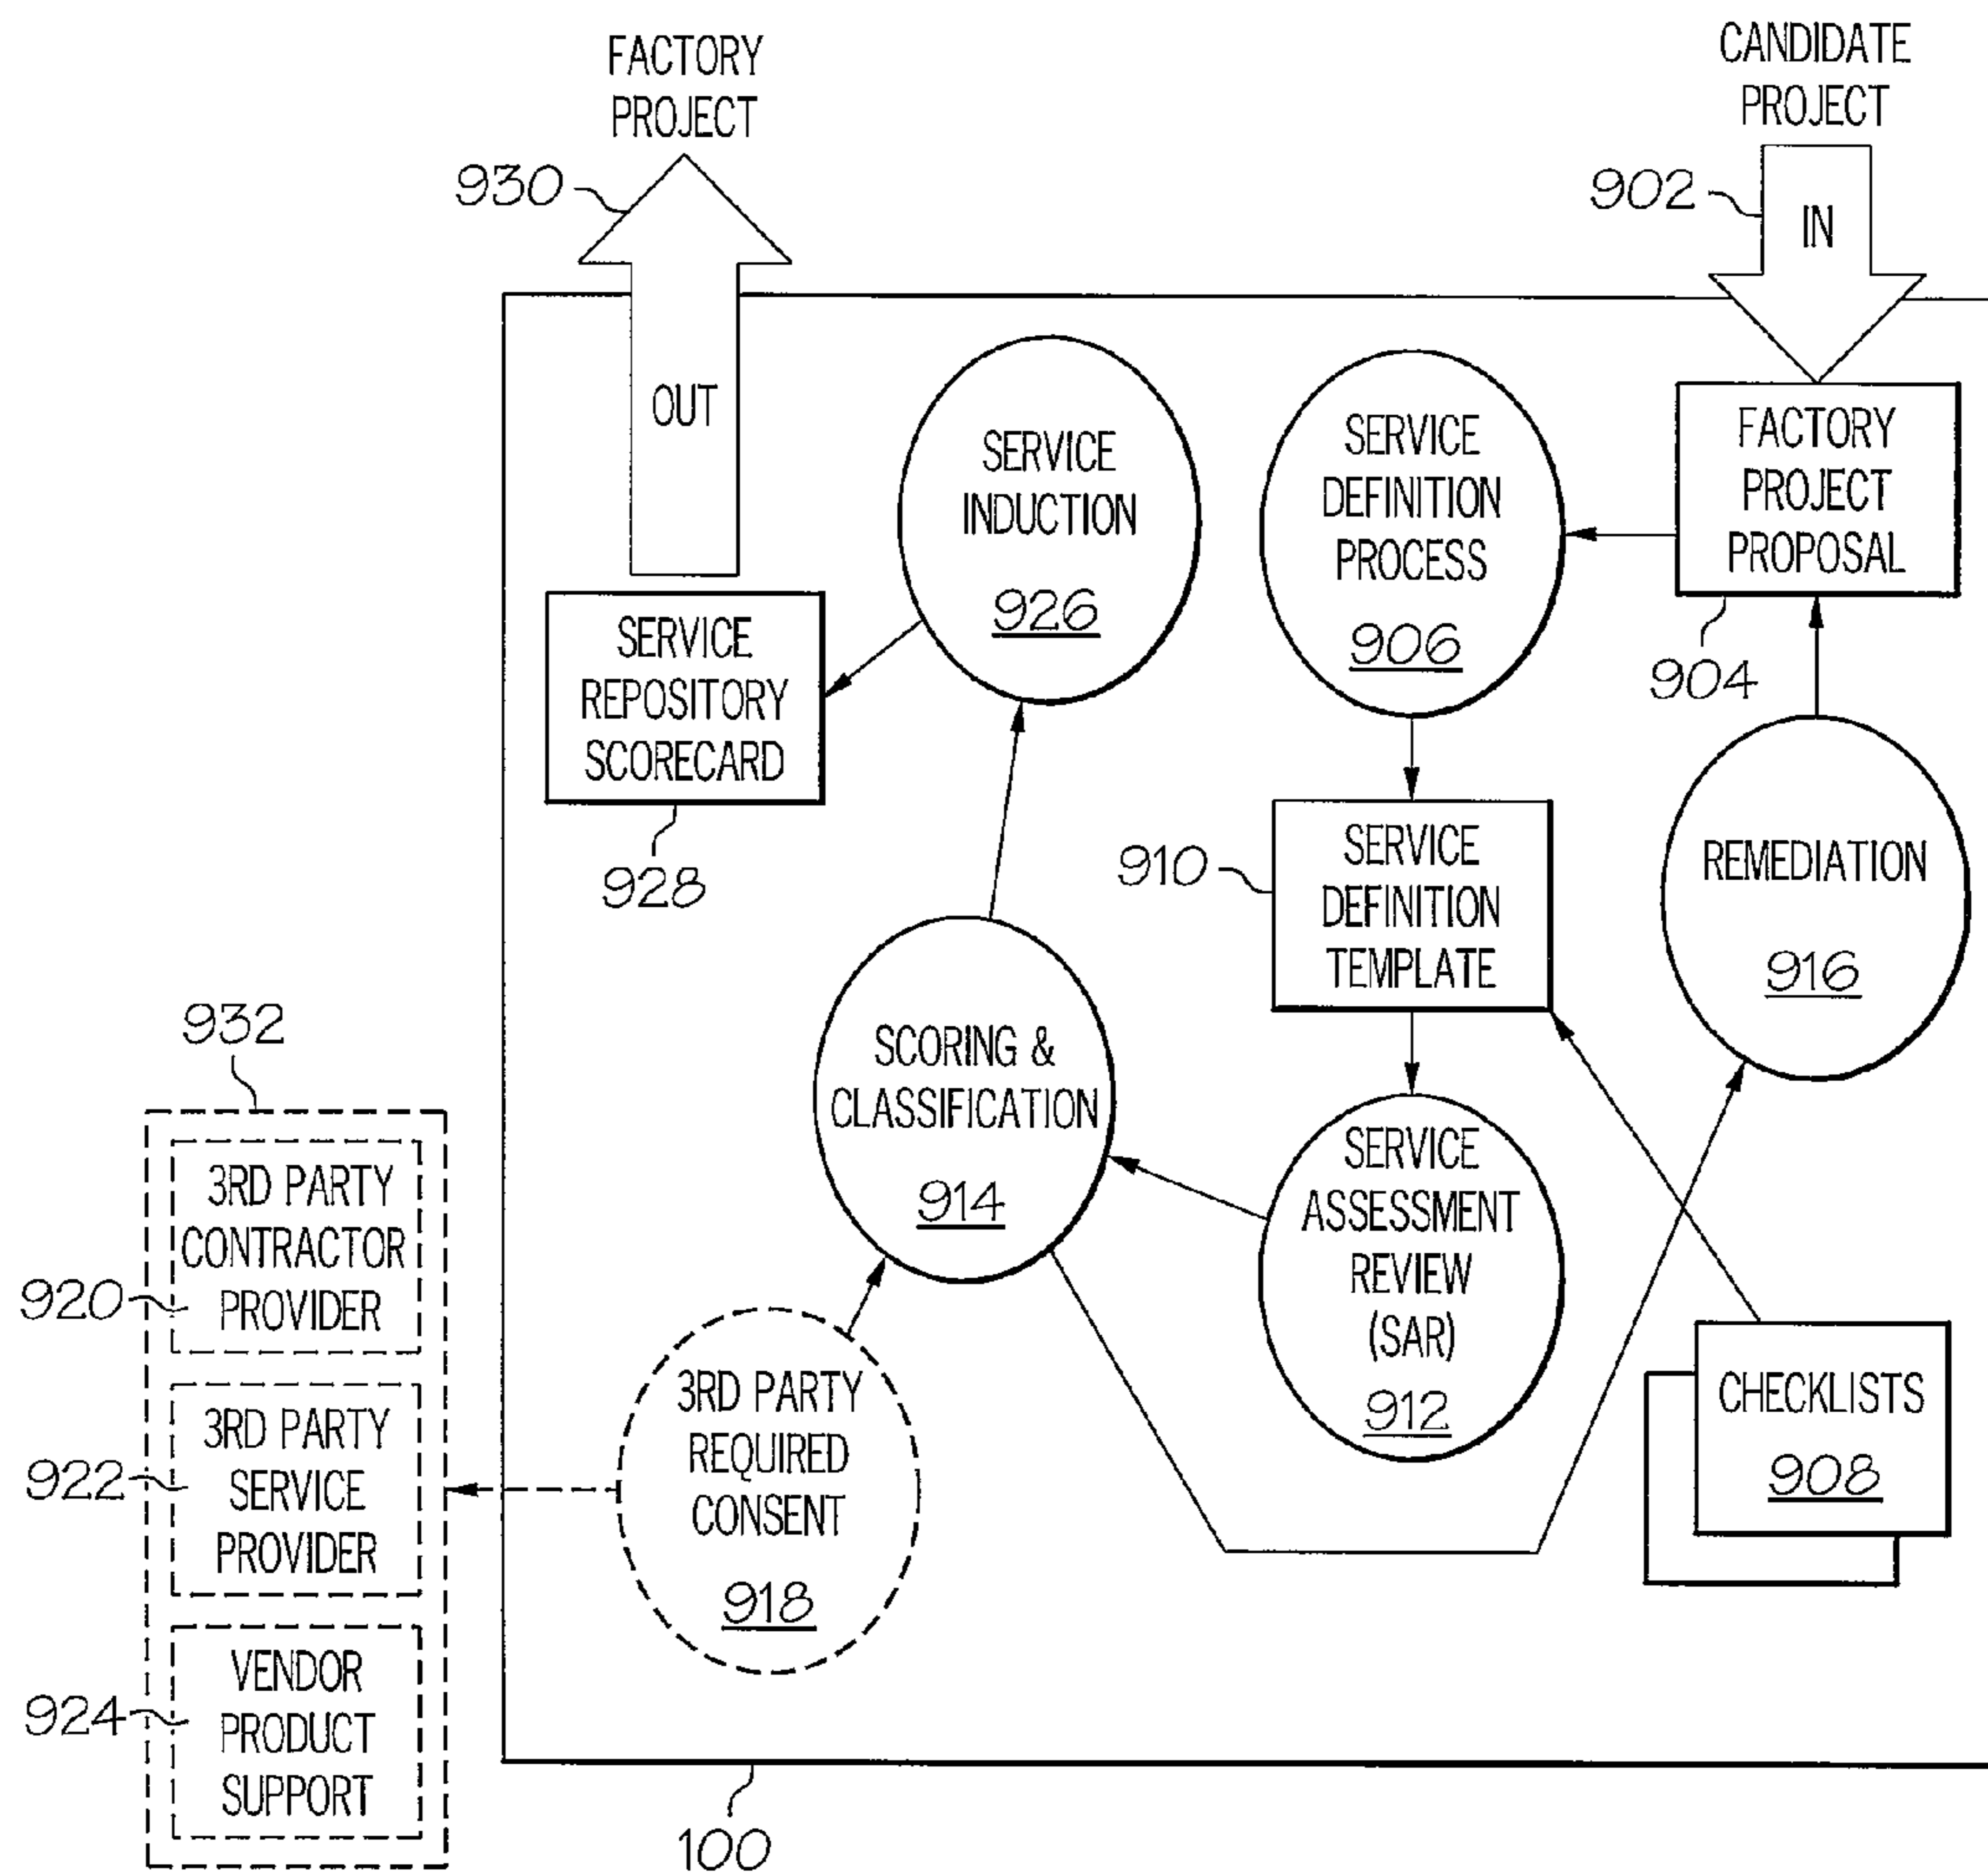 FACTORY
PROJECT
930
OUT
CANDIDATE
PROJECT
902
IN
FACTORY
PROJECT
PROPOSAL
904
SERVICE
DEFINITION
PROCESS
906
SERVICE
INDUCTION
926
SERVICE
REPOSITORY
SCORECARD
928
910
SERVICE
DEFINITION
TEMPLATE
REMEDIATION
916
SCORING &
CLASSIFICATION
914
SERVICE
ASSESSMENT
REVIEW
(SAR)
912
CHECKLISTS
908
932
3RD PARTY
CONTRACTOR
PROVIDER
920
3RD PARTY
SERVICE
PROVIDER
922
VENDOR
PRODUCT
SUPPORT
924
3RD PARTY
REQUIRED
CONSENT
918
100